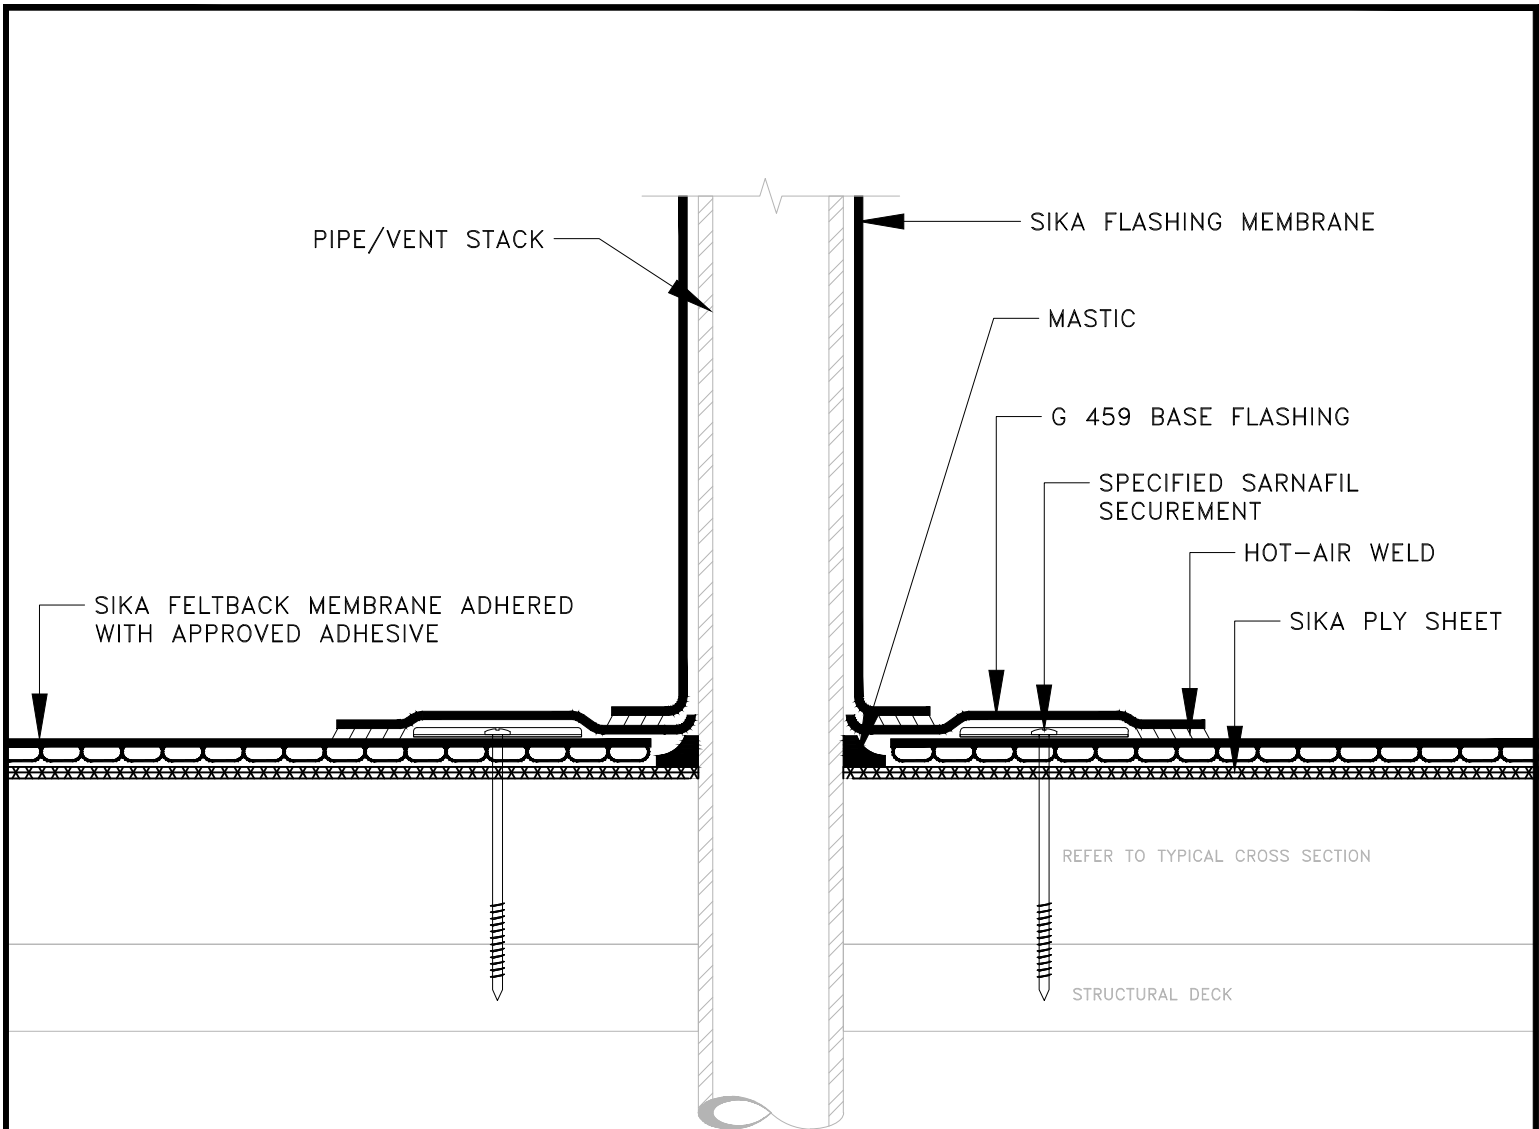 SIKA FLASHING MEMBRANE
PIPE/VENT STACK
MASTIC
G 459 BASE FLASHING
SPECIFIED SARNAFIL
SECUREMENT
HOT-AIR WELD
SIKA FELTBACK MEMBRANE ADHERED
WITH APPROVED ADHESIVE
SIKA PLY SHEET
REFER TO TYPICAL CROSS SECTION
STRUCTURAL DECK